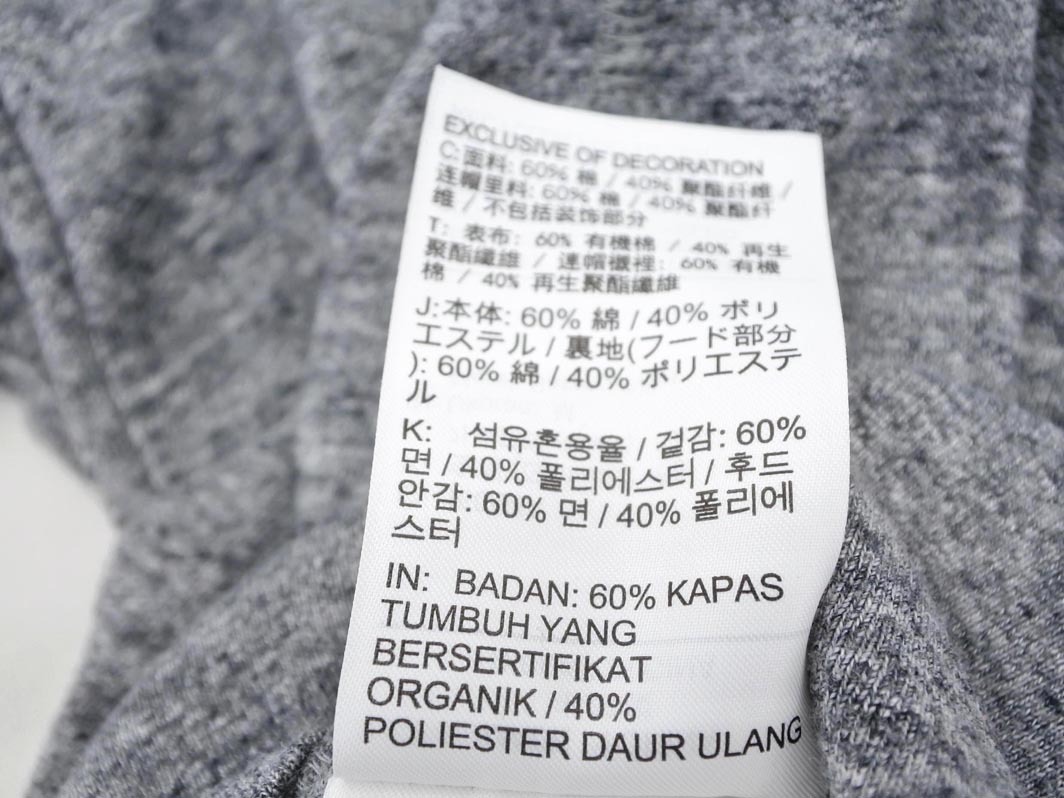 EXCLUSIVE OF DECORATION
C:面料: 60% 棉 / 40% 聚酯纤维 /
连帽里料: 60% 棉 / 40% 聚酯纤
维 / 不包括装饰部分
T: 表布: 60% 有機棉 / 40% 再生
聚酯纖維 / 連帽襯裡: 60% 有機
棉 / 40% 再生聚酯纖維
J:本体: 60% 綿 / 40% ポリ
エステル / 裏地(フード部分
): 60% 綿 / 40% ポリエステ
ル
K: 섬유혼용율 / 겉감: 60%
면 / 40% 폴리에스터 / 후드
안감: 60% 면 / 40% 폴리에
스터
IN: BADAN: 60% KAPAS
TUMBUH YANG
BERSERTIFIKAT
ORGANIK / 40%
POLIESTER DAUR ULANG